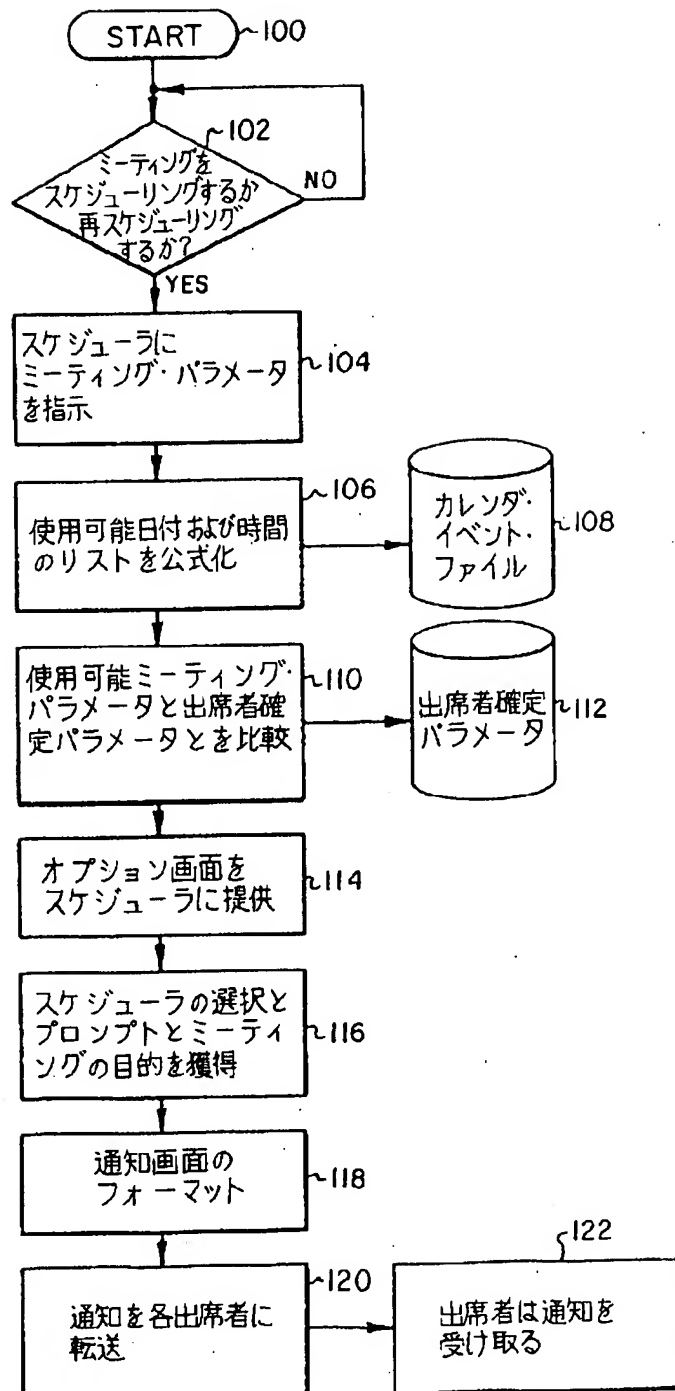 START
100
102
ミーティングを
スケジューリングするか
再スケジューリング
するか?
NO
YES
スケジューラに
ミーティング・パラメータ
を指示
104
106
使用可能日付および時間
のリストを公式化
カレンダ・
イベント・
ファイル
108
使用可能ミーティング・
パラメータと出席者確
定パラメータとを比較
110
出席者確定
パラメータ
112
オプション画面を
スケジューラに提供
114
スケジューラの選択と
プロンプトとミーティ
ングの目的を獲得
116
通知画面の
フォーマット
118
通知を各出席者に
転送
120
122
出席者は通知を
受け取る